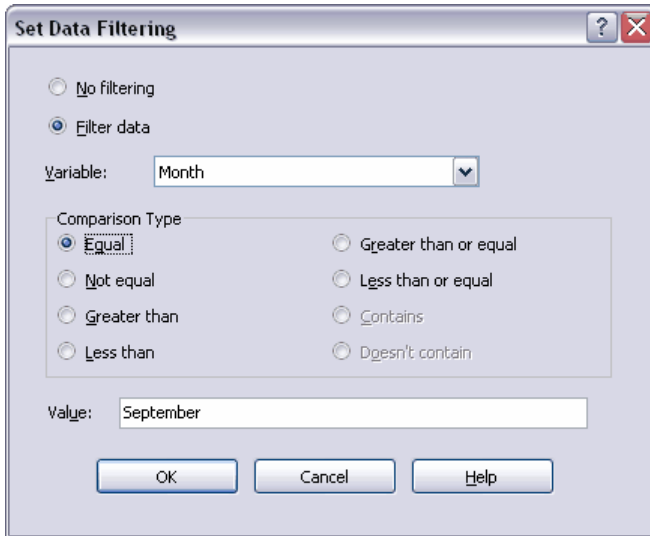 Set Data Filtering
No filtering
Filter data
Variable: Month
Comparison Type
Equal
Greater than or equal
Not equal
Less than or equal
Greater than
Contains
Less than
Doesn't contain
Value: September
OK Cancel Help